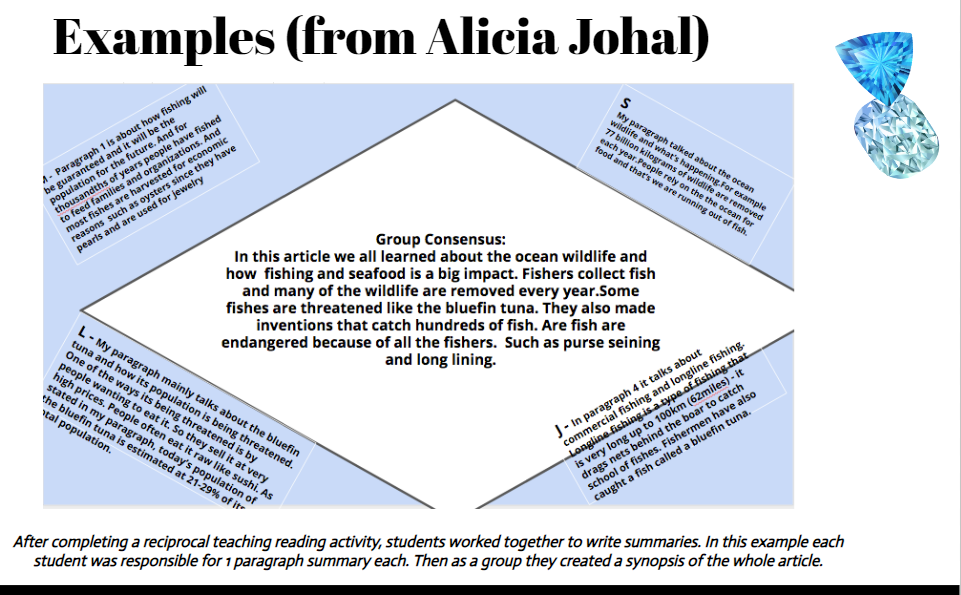 Examples (from Alicia Johal)
- Paragraph 1 is about how fishing will
be guaranteed and it will be the
population for the future. And for
thousandths of years people have fished
to feed families and organizations. And
most fishes are harvested for economic
reasons such as oysters since they have
pearls and are used for jewelry
S
My paragraph talked about the ocean
wildlife and what's happening.For example
77 billion kilograms of wildlife are removed
each year.People rely on the the ocean for
food and that's we are running out of fish.
Group Consensus:
In this article we all learned about the ocean wildlife and
how fishing and seafood is a big impact. Fishers collect fish
and many of the wildlife are removed every year.Some
fishes are threatened like the bluefin tuna. They also made
inventions that catch hundreds of fish. Are fish are
endangered because of all the fishers. Such as purse seining
and long lining.
L - My paragraph mainly talks about the bluefin
tuna and how its population is being threatened.
One of the ways its being threatened is by
people wanting to eat it. So they sell it at very
high prices. People often eat it raw like sushi. As
stated in my paragraph, today's population of
the bluefin tuna is estimated at 21-29% of its
tal population.
J - In paragraph 4 it talks about
commercial fishing and longline fishing.
Longline fishing is a type of fishing that
is very long up to 100km (62miles) - it
drags nets behind the boar to catch
school of fishes. Fishermen have also
caught a fish called a bluefin tuna.
After completing a reciprocal teaching reading activity, students worked together to write summaries. In this example each
student was responsible for 1 paragraph summary each. Then as a group they created a synopsis of the whole article.